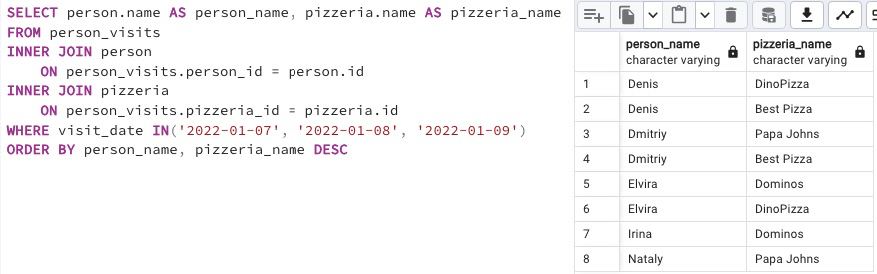 SELECT person.name AS person_name, pizzeria.name AS pizzeria_name
FROM person_visits
INNER JOIN person
    ON person_visits.person_id = person.id
INNER JOIN pizzeria
    ON person_visits.pizzeria_id = pizzeria.id
WHERE visit_date IN('2022-01-07', '2022-01-08', '2022-01-09')
ORDER BY person_name, pizzeria_name DESC
person_name pizzeria_name
character varying character varying
1 Denis DinoPizza
2 Denis Best Pizza
3 Dmitriy Papa Johns
4 Dmitriy Best Pizza
5 Elvira Dominos
6 Elvira DinoPizza
7 Irina Dominos
8 Nataly Papa Johns